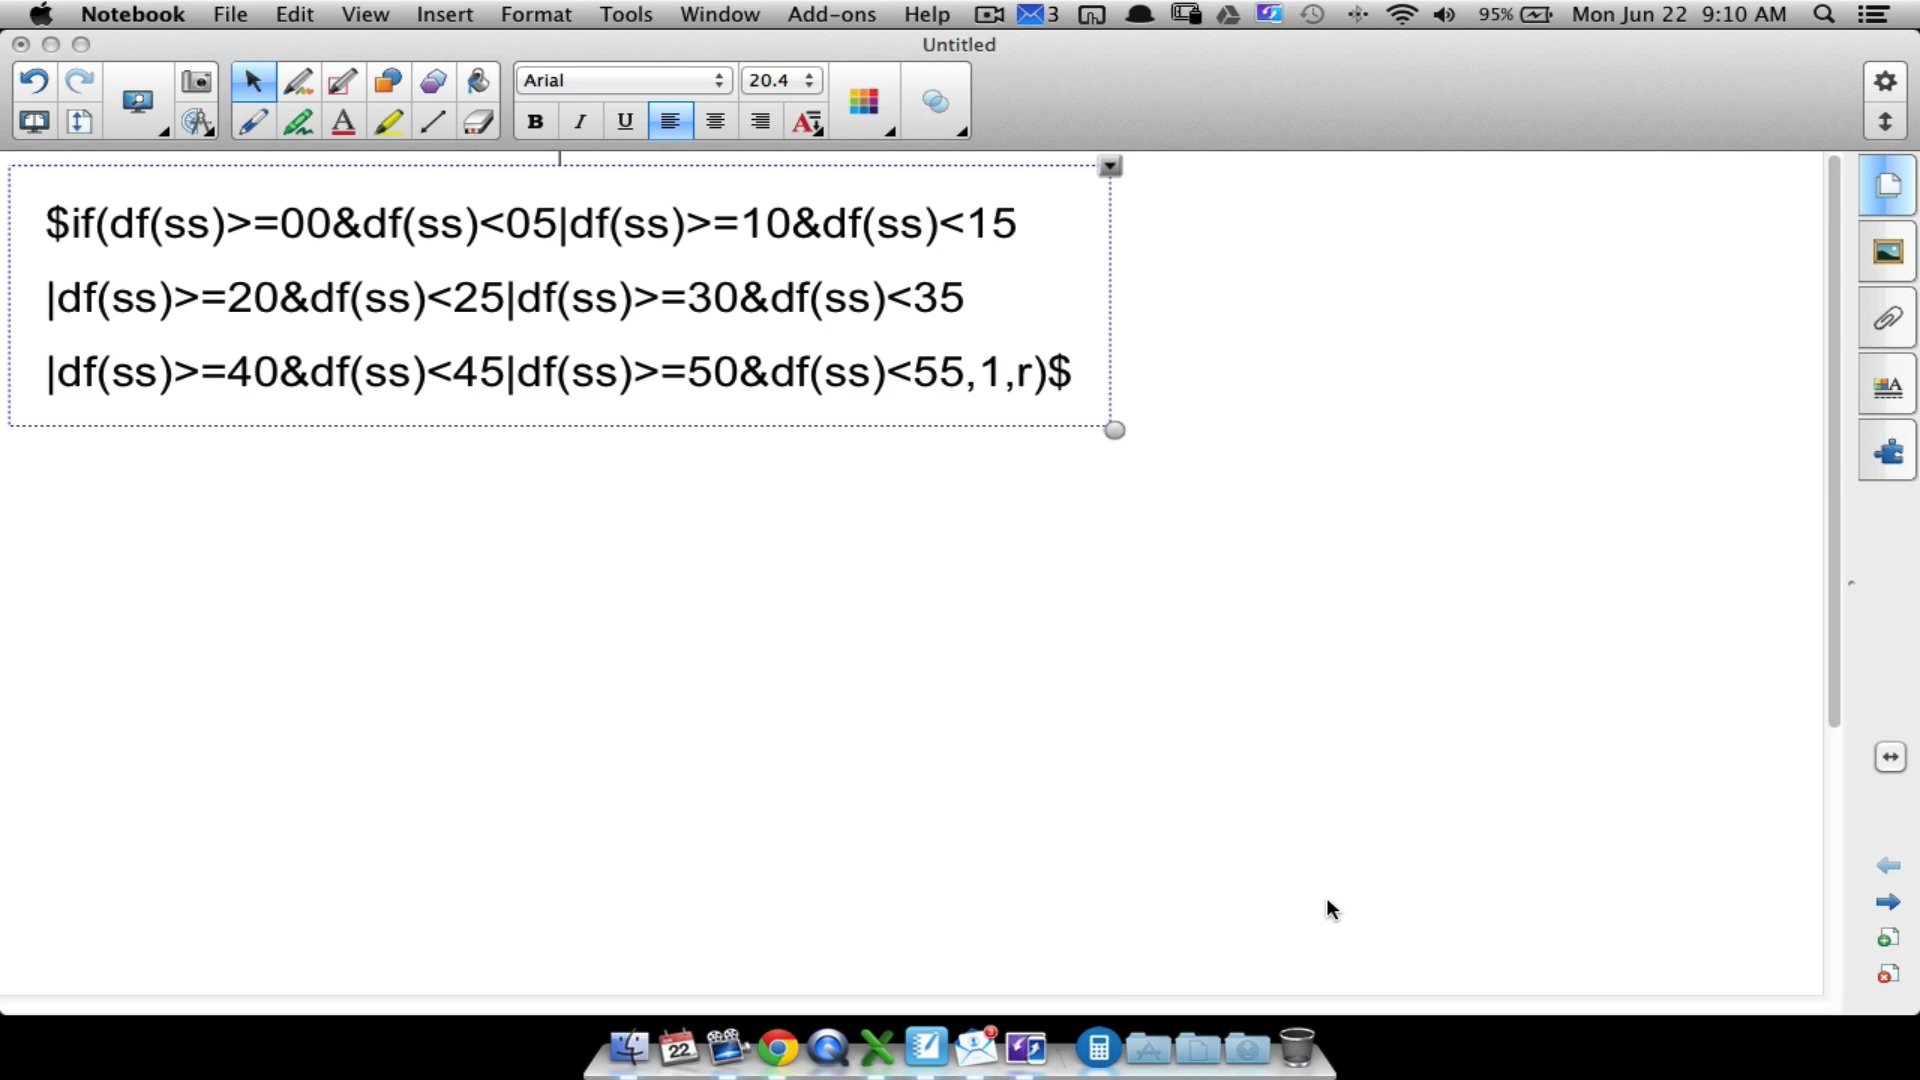 Notebook File Edit View Insert Format Tools Window Add-ons Help 3 95% Mon Jun 22 9:10 AM
Untitled
Arial 20.4
B I U A
$if(df(ss)>=00&df(ss)<05|df(ss)>=10&df(ss)<15
|df(ss)>=20&df(ss)<25|df(ss)>=30&df(ss)<35
|df(ss)>=40&df(ss)<45|df(ss)>=50&df(ss)<55,1,r)$
22 3